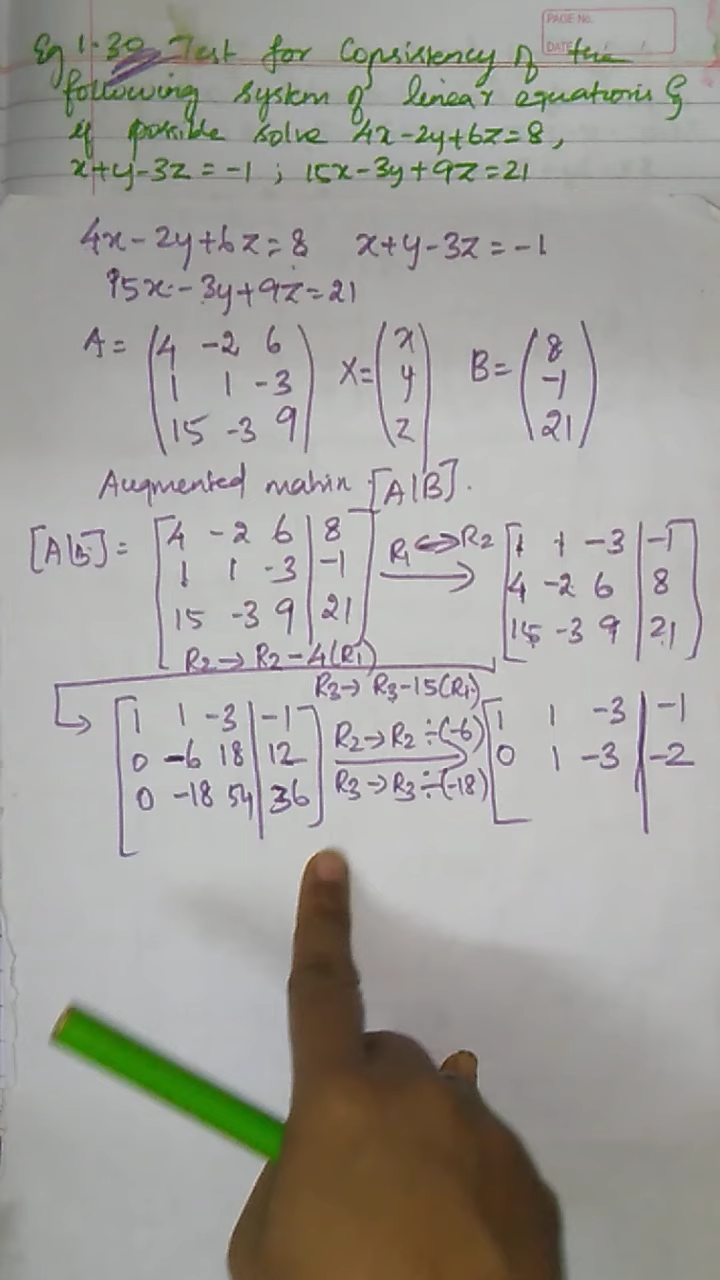 PAGE No.
DATE
Eg 1.30 Test for Consistency of the
following system of linear equations &
if possible solve 4x-2y+6z=8,
x+y-3z=-1; 15x-3y+9z=21
4x-2y+6z=8 x+y-3z=-1
15x-3y+9z=21
A= (4 -2 6 X= (x B= (8
1 1 -3 y -1
15 -3 9) z) 21)
Augmented matrix [A|B].
[A|B] = [4 -2 6 | 8 R1 ↔ R2 [1 1 -3 | -1
1 1 -3 | -1 → 4 -2 6 | 8
15 -3 9 | 21] 15 -3 9 | 21]
R2 → R2 - 4(R1)
R3 → R3 - 15(R1)
[1 1 -3 | -1 R2 → R2 ÷ (-6) [1 1 -3 | -1
0 -6 18 | 12 R3 → R3 ÷ (-18) 0 1 -3 | -2
0 -18 54 | 36]